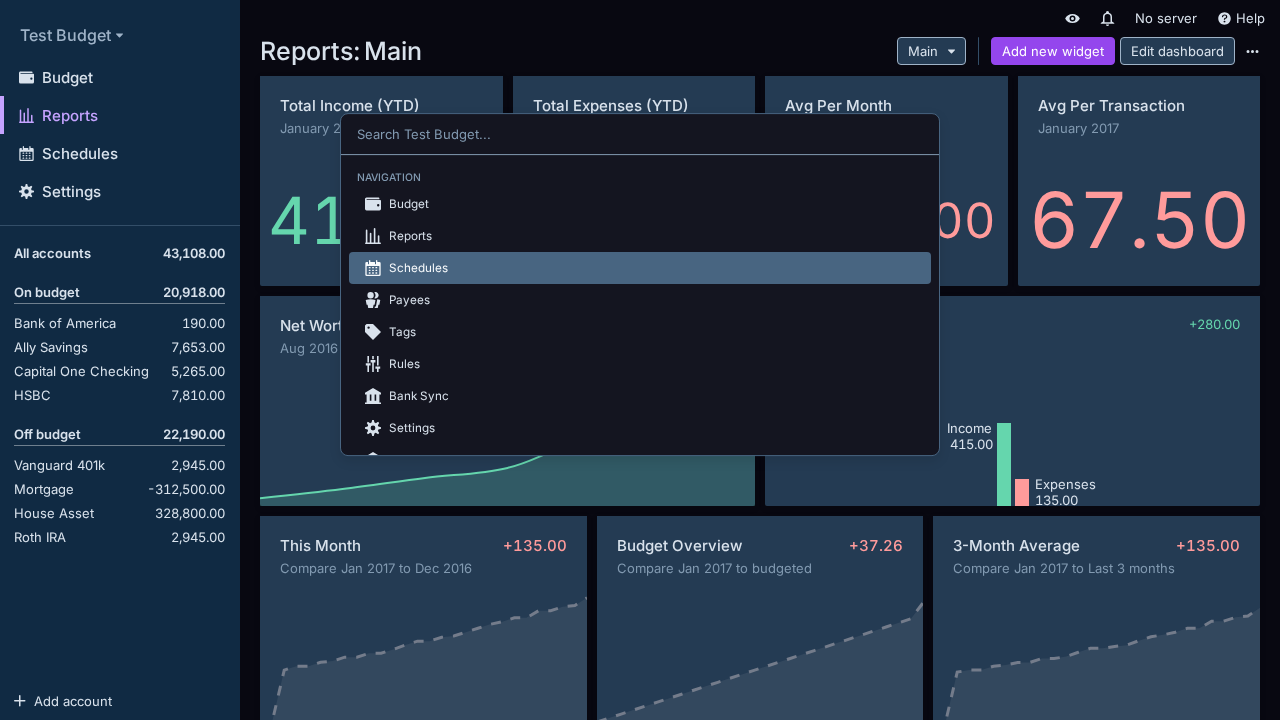 Test Budget
Budget
Reports
Schedules
Settings
All accounts 43,108.00
On budget 20,918.00
Bank of America 190.00
Ally Savings 7,653.00
Capital One Checking 5,265.00
HSBC 7,810.00
Off budget 22,190.00
Vanguard 401k 2,945.00
Mortgage -312,500.00
House Asset 328,800.00
Roth IRA 2,945.00
Add account
No server
Help
Reports: Main
Main
Add new widget
Edit dashboard
Total Income (YTD)
Total Expenses (YTD)
Avg Per Month
Avg Per Transaction
January 2017
67.50
Search Test Budget...
NAVIGATION
Budget
Reports
Schedules
Payees
Tags
Rules
Bank Sync
Settings
Aug 2016
+280.00
Income
415.00
Expenses
135.00
This Month +135.00
Compare Jan 2017 to Dec 2016
Budget Overview +37.26
Compare Jan 2017 to budgeted
3-Month Average +135.00
Compare Jan 2017 to Last 3 months